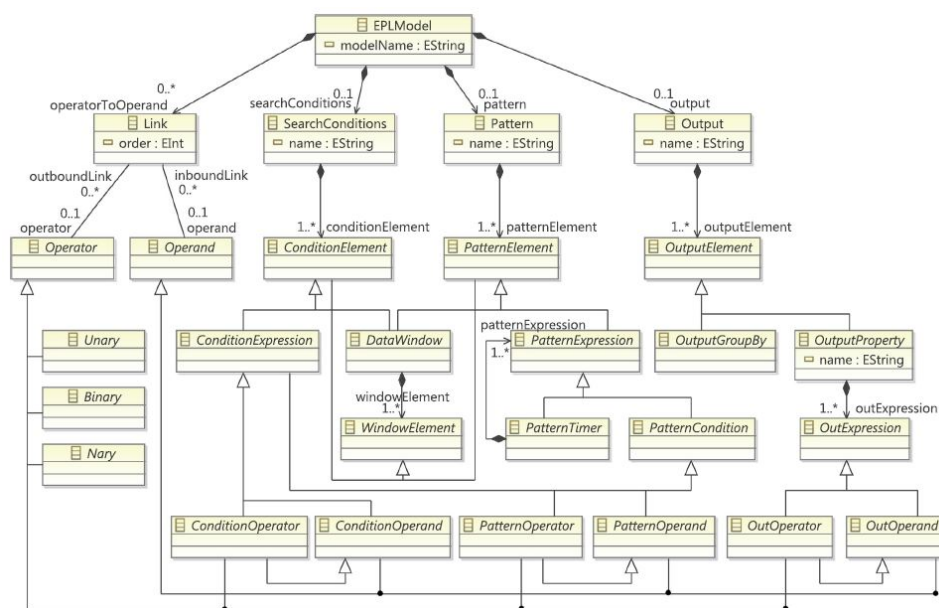 EPLModel
modelName : EString
0..*
operatorToOperand
0..1
searchConditions
0..1
pattern
0..1
output
Link
order : EInt
SearchConditions
name : EString
Pattern
name : EString
Output
name : EString
outboundLink
0..*
inboundLink
0..*
0..1
operator
0..1
operand
1..*
conditionElement
1..*
patternElement
1..*
outputElement
Operator
Operand
ConditionElement
PatternElement
OutputElement
patternExpression
1..*
Unary
ConditionExpression
DataWindow
PatternExpression
OutputGroupBy
OutputProperty
name : EString
Binary
windowElement
1..*
1..*
outExpression
WindowElement
PatternTimer
PatternCondition
OutExpression
Nary
ConditionOperator
ConditionOperand
PatternOperator
PatternOperand
OutOperator
OutOperand